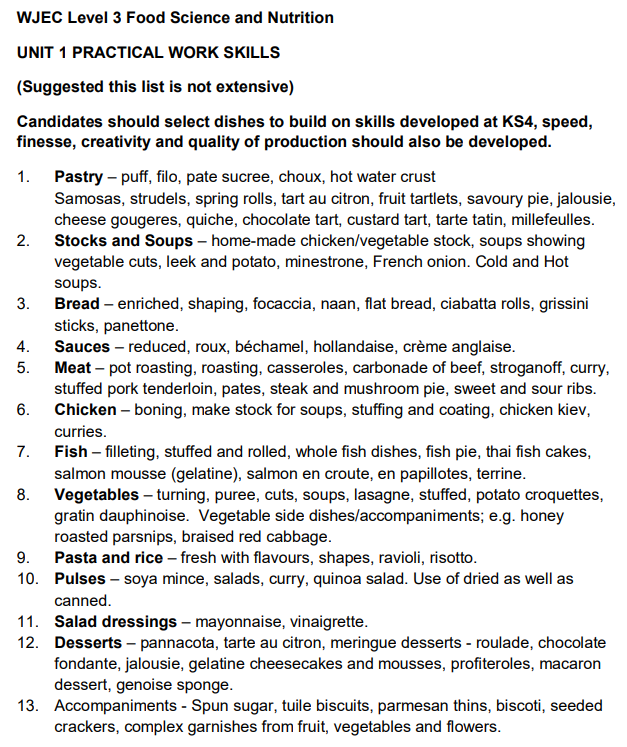 WJEC Level 3 Food Science and Nutrition
UNIT 1 PRACTICAL WORK SKILLS
(Suggested this list is not extensive)
Candidates should select dishes to build on skills developed at KS4, speed,
finesse, creativity and quality of production should also be developed.
1. Pastry – puff, filo, pate sucree, choux, hot water crust
Samosas, strudels, spring rolls, tart au citron, fruit tartlets, savoury pie, jalousie,
cheese gougeres, quiche, chocolate tart, custard tart, tarte tatin, millefeulles.
2. Stocks and Soups – home-made chicken/vegetable stock, soups showing
vegetable cuts, leek and potato, minestrone, French onion. Cold and Hot
soups.
3. Bread – enriched, shaping, focaccia, naan, flat bread, ciabatta rolls, grissini
sticks, panettone.
4. Sauces – reduced, roux, béchamel, hollandaise, crème anglaise.
5. Meat – pot roasting, roasting, casseroles, carbonade of beef, stroganoff, curry,
stuffed pork tenderloin, pates, steak and mushroom pie, sweet and sour ribs.
6. Chicken – boning, make stock for soups, stuffing and coating, chicken kiev,
curries.
7. Fish – filleting, stuffed and rolled, whole fish dishes, fish pie, thai fish cakes,
salmon mousse (gelatine), salmon en croute, en papillotes, terrine.
8. Vegetables – turning, puree, cuts, soups, lasagne, stuffed, potato croquettes,
gratin dauphinoise. Vegetable side dishes/accompaniments; e.g. honey
roasted parsnips, braised red cabbage.
9. Pasta and rice – fresh with flavours, shapes, ravioli, risotto.
10. Pulses – soya mince, salads, curry, quinoa salad. Use of dried as well as
canned.
11. Salad dressings – mayonnaise, vinaigrette.
12. Desserts – pannacota, tarte au citron, meringue desserts - roulade, chocolate
fondante, jalousie, gelatine cheesecakes and mousses, profiteroles, macaron
dessert, genoise sponge.
13. Accompaniments - Spun sugar, tuile biscuits, parmesan thins, biscoti, seeded
crackers, complex garnishes from fruit, vegetables and flowers.